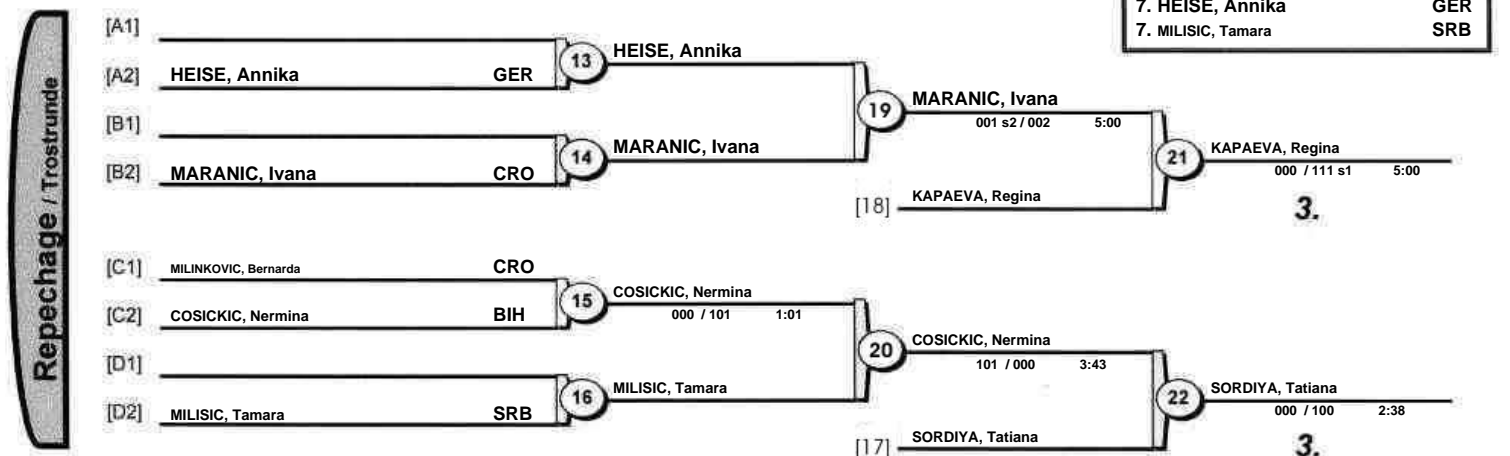 7. HEISE, Annika GER
7. MILISIC, Tamara SRB
Repechage / Trostrunde
[A1]
[A2] HEISE, Annika GER
13 HEISE, Annika
[B1]
[B2] MARANIC, Ivana CRO
14 MARANIC, Ivana
19 MARANIC, Ivana
001 s2 / 002 5:00
[18] KAPAEVA, Regina
21 KAPAEVA, Regina
000 / 111 s1 5:00
3.
[C1] MILINKOVIC, Bernarda CRO
[C2] COSICKIC, Nermina BIH
15 COSICKIC, Nermina
000 / 101 1:01
[D1]
[D2] MILISIC, Tamara SRB
16 MILISIC, Tamara
20 COSICKIC, Nermina
101 / 000 3:43
[17] SORDIYA, Tatiana
22 SORDIYA, Tatiana
000 / 100 2:38
3.